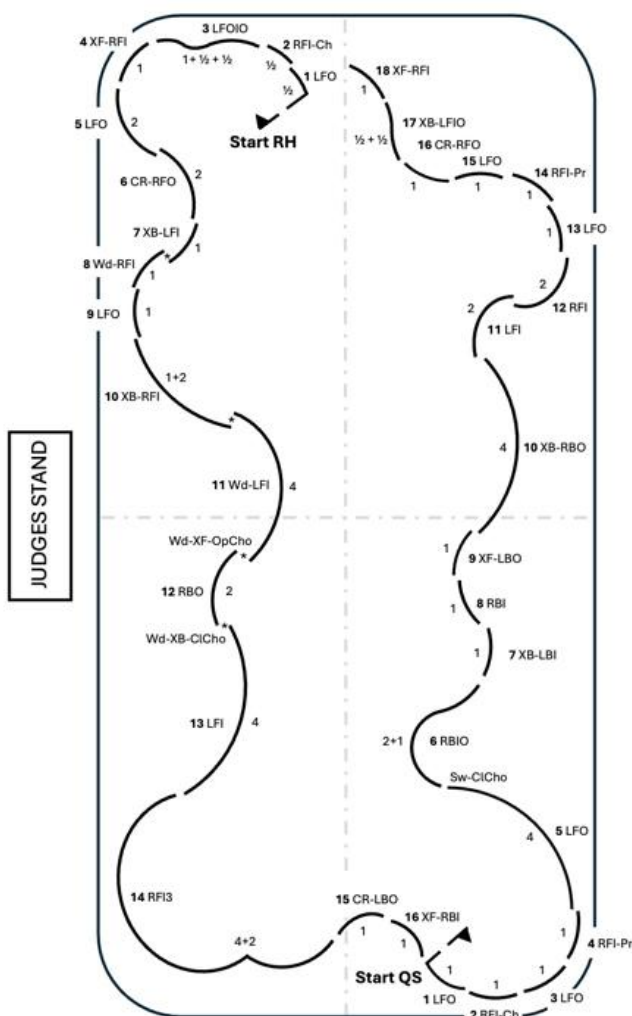 3 LFOIO
4 XF-RFI
2 RFI-Ch
1 + ½ + ½
½
1 LFO
½
1
Start RH
5 LFO
2
6 CR-RFO
2
7 XB-LFI
*
1
8 Wd-RFI
1
9 LFO
1
1+2
10 XB-RFI
*
11 Wd-LFI
4
JUDGES STAND
Wd-XF-OpCho
*
12 RBO
2
*
Wd-XB-ClCho
13 LFI
4
14 RFI3
4+2
15 CR-LBO
1
16 XF-RBI
1
Start QS
1
1 LFO
1
2 RFI-Ch
1
3 LFO
1
4 RFI-Pr
5 LFO
4
Sw-ClCho
2+1
6 RBIO
1
7 XB-LBI
1
8 RBI
1
9 XF-LBO
4
10 XB-RBO
2
11 LFI
2
12 RFI
1
13 LFO
14 RFI-Pr
1
15 LFO
1
16 CR-RFO
1
17 XB-LFIO
½ + ½
18 XF-RFI
1